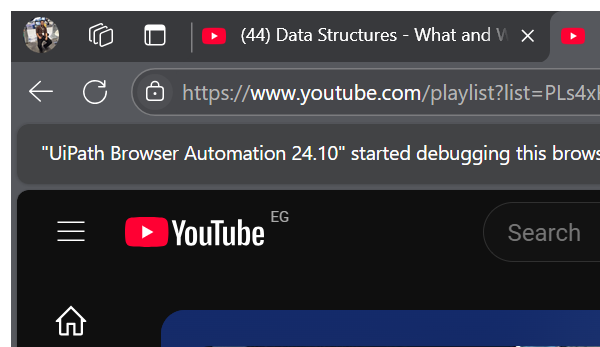 (44) Data Structures - What and W
https://www.youtube.com/playlist?list=PLs4x
"UiPath Browser Automation 24.10" started debugging this brows
YouTube EG
Search